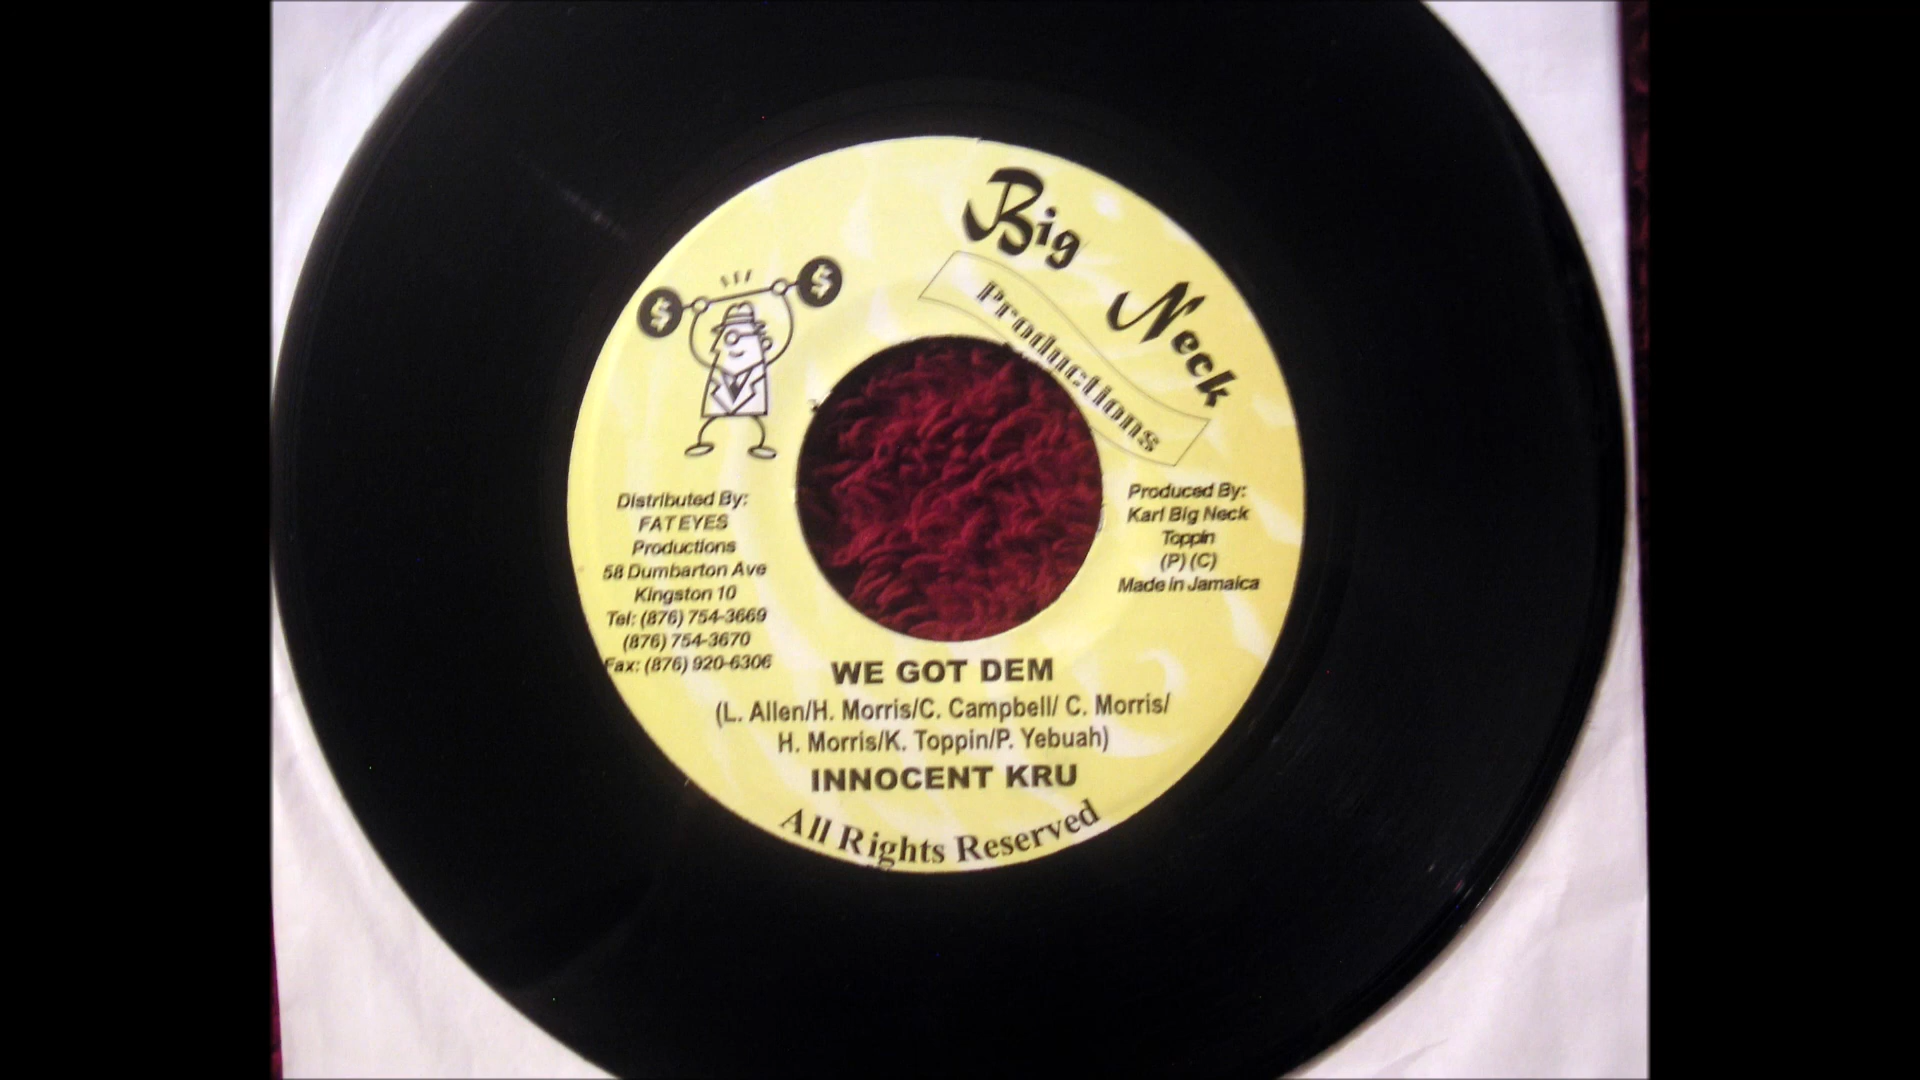 Big Neck
Productions
$ $$$ $
Distributed By:
FAT EYES
Productions
58 Dumbarton Ave
Kingston 10
Tel: (876) 754-3669
(876) 754-3670
Fax: (876) 920-6306
Produced By:
Karl Big Neck
Toppin
(P) (C)
Made in Jamaica
WE GOT DEM
(L. Allen/H. Morris/C. Campbell/ C. Morris/
H. Morris/K. Toppin/P. Yebuah)
INNOCENT KRU
All Rights Reserved